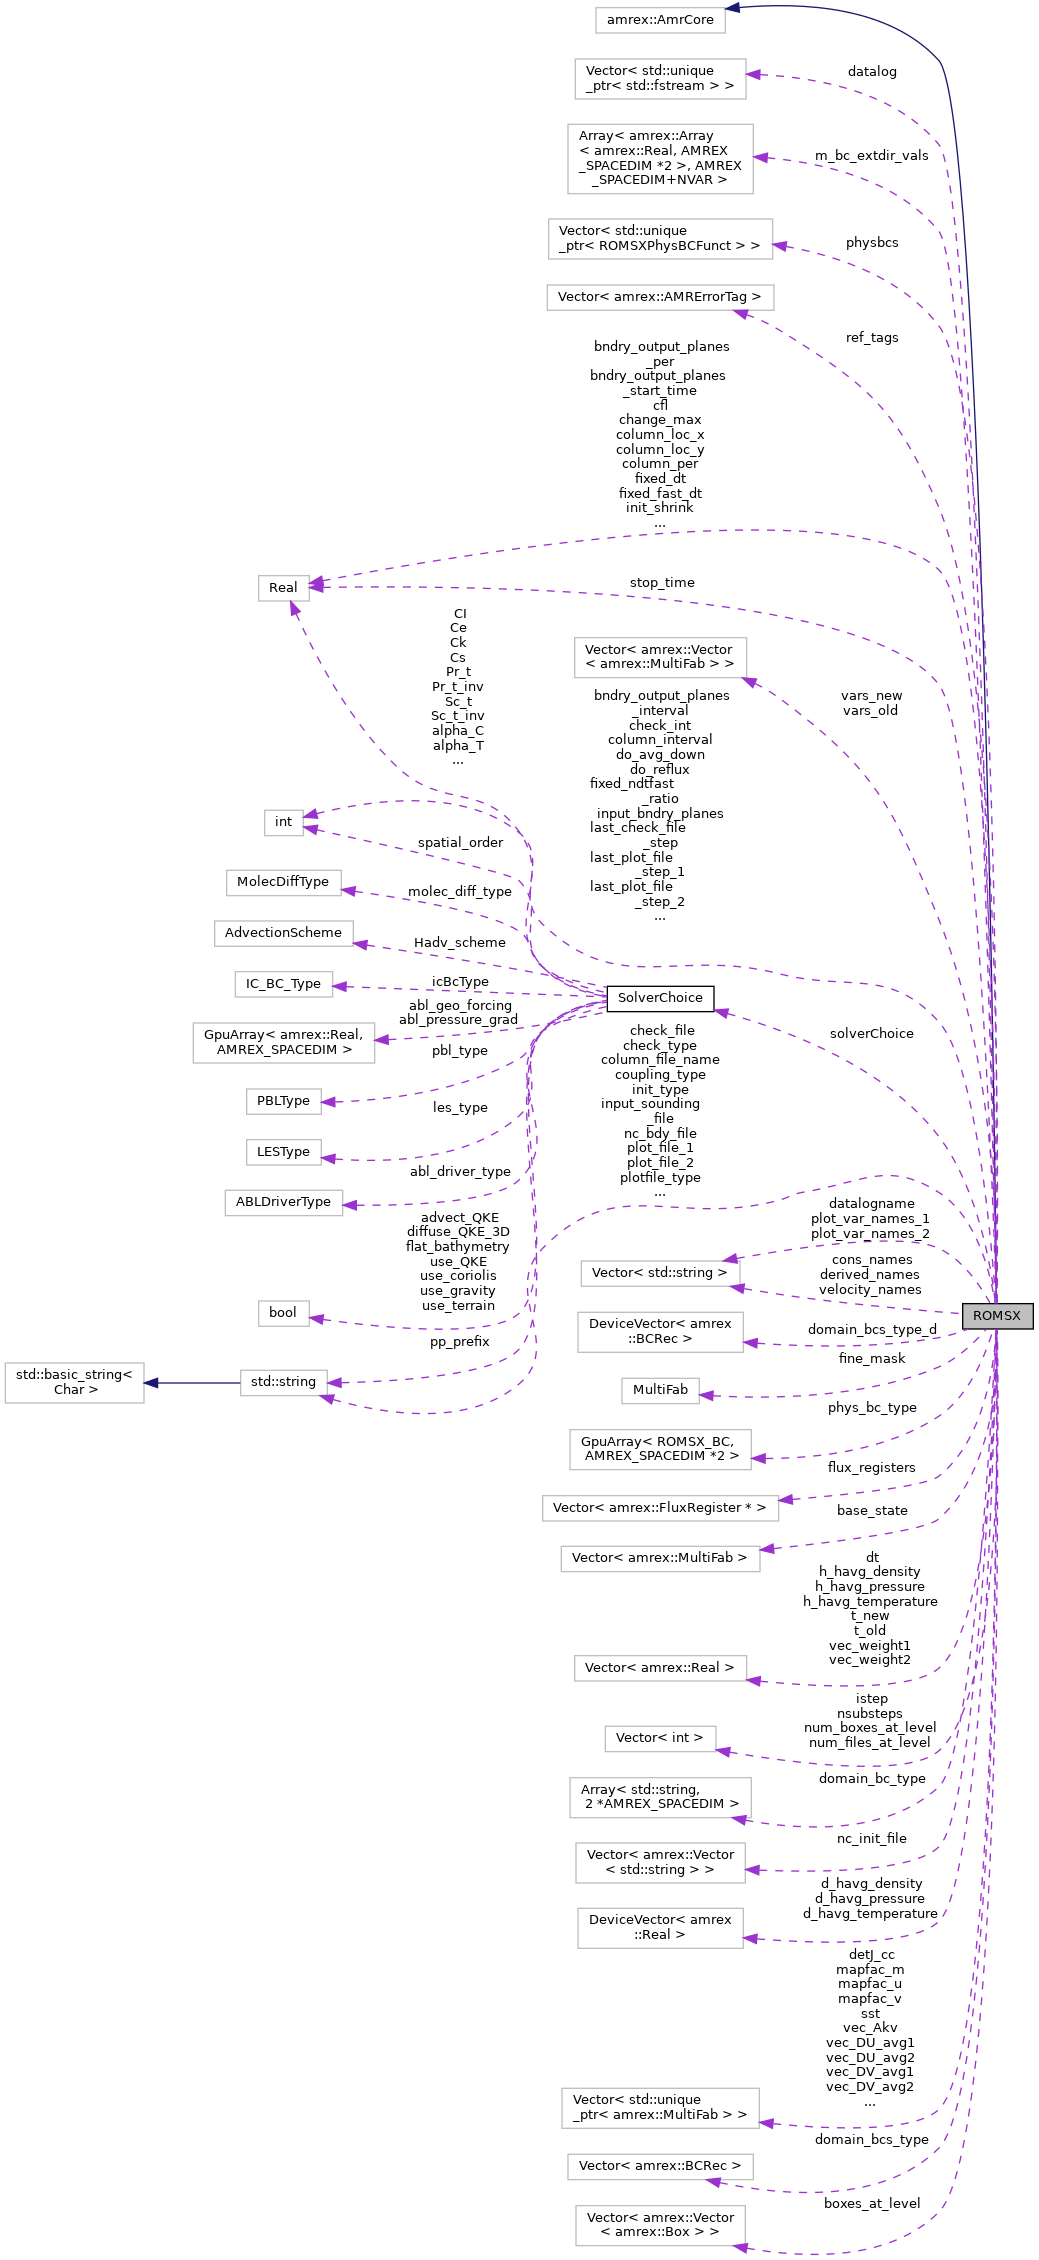 amrex::AmrCore
Vector< std::unique
_ptr< std::fstream > >
datalog
Array< amrex::Array
< amrex::Real, AMREX
_SPACEDIM *2 >, AMREX
_SPACEDIM+NVAR >
m_bc_extdir_vals
Vector< std::unique
_ptr< ROMSXPhysBCFunct > >
physbcs
Vector< amrex::AMRErrorTag >
ref_tags
bndry_output_planes
_per
bndry_output_planes
_start_time
cfl
change_max
column_loc_x
column_loc_y
column_per
fixed_dt
fixed_fast_dt
init_shrink
...
Real
stop_time
CI
Ce
Ck
Cs
Pr_t
Pr_t_inv
Sc_t
Sc_t_inv
alpha_C
alpha_T
...
Vector< amrex::Vector
< amrex::MultiFab > >
vars_new
vars_old
bndry_output_planes
_interval
check_int
column_interval
do_avg_down
do_reflux
fixed_ndtfast
_ratio
input_bndry_planes
last_check_file
_step
last_plot_file
_step_1
last_plot_file
_step_2
...
int
spatial_order
MolecDiffType
molec_diff_type
AdvectionScheme
Hadv_scheme
IC_BC_Type
icBcType
SolverChoice
abl_geo_forcing
abl_pressure_grad
GpuArray< amrex::Real,
AMREX_SPACEDIM >
solverChoice
pbl_type
PBLType
les_type
LESType
abl_driver_type
ABLDriverType
check_file
check_type
column_file_name
coupling_type
init_type
input_sounding
_file
nc_bdy_file
plot_file_1
plot_file_2
plotfile_type
...
advect_QKE
diffuse_QKE_3D
flat_bathymetry
use_QKE
use_coriolis
use_gravity
use_terrain
bool
datalogname
plot_var_names_1
plot_var_names_2
Vector< std::string >
cons_names
derived_names
velocity_names
ROMSX
DeviceVector< amrex
::BCRec >
domain_bcs_type_d
pp_prefix
std::basic_string<
Char >
std::string
fine_mask
MultiFab
phys_bc_type
GpuArray< ROMSX_BC,
AMREX_SPACEDIM *2 >
flux_registers
Vector< amrex::FluxRegister * >
base_state
Vector< amrex::MultiFab >
dt
h_havg_density
h_havg_pressure
h_havg_temperature
t_new
t_old
vec_weight1
vec_weight2
Vector< amrex::Real >
istep
nsubsteps
num_boxes_at_level
num_files_at_level
Vector< int >
domain_bc_type
Array< std::string,
2 *AMREX_SPACEDIM >
nc_init_file
Vector< amrex::Vector
< std::string > >
d_havg_density
d_havg_pressure
d_havg_temperature
DeviceVector< amrex
::Real >
detJ_cc
mapfac_m
mapfac_u
mapfac_v
sst
vec_Akv
vec_DU_avg1
vec_DU_avg2
vec_DV_avg1
vec_DV_avg2
...
Vector< std::unique
_ptr< amrex::MultiFab > >
domain_bcs_type
Vector< amrex::BCRec >
boxes_at_level
Vector< amrex::Vector
< amrex::Box > >